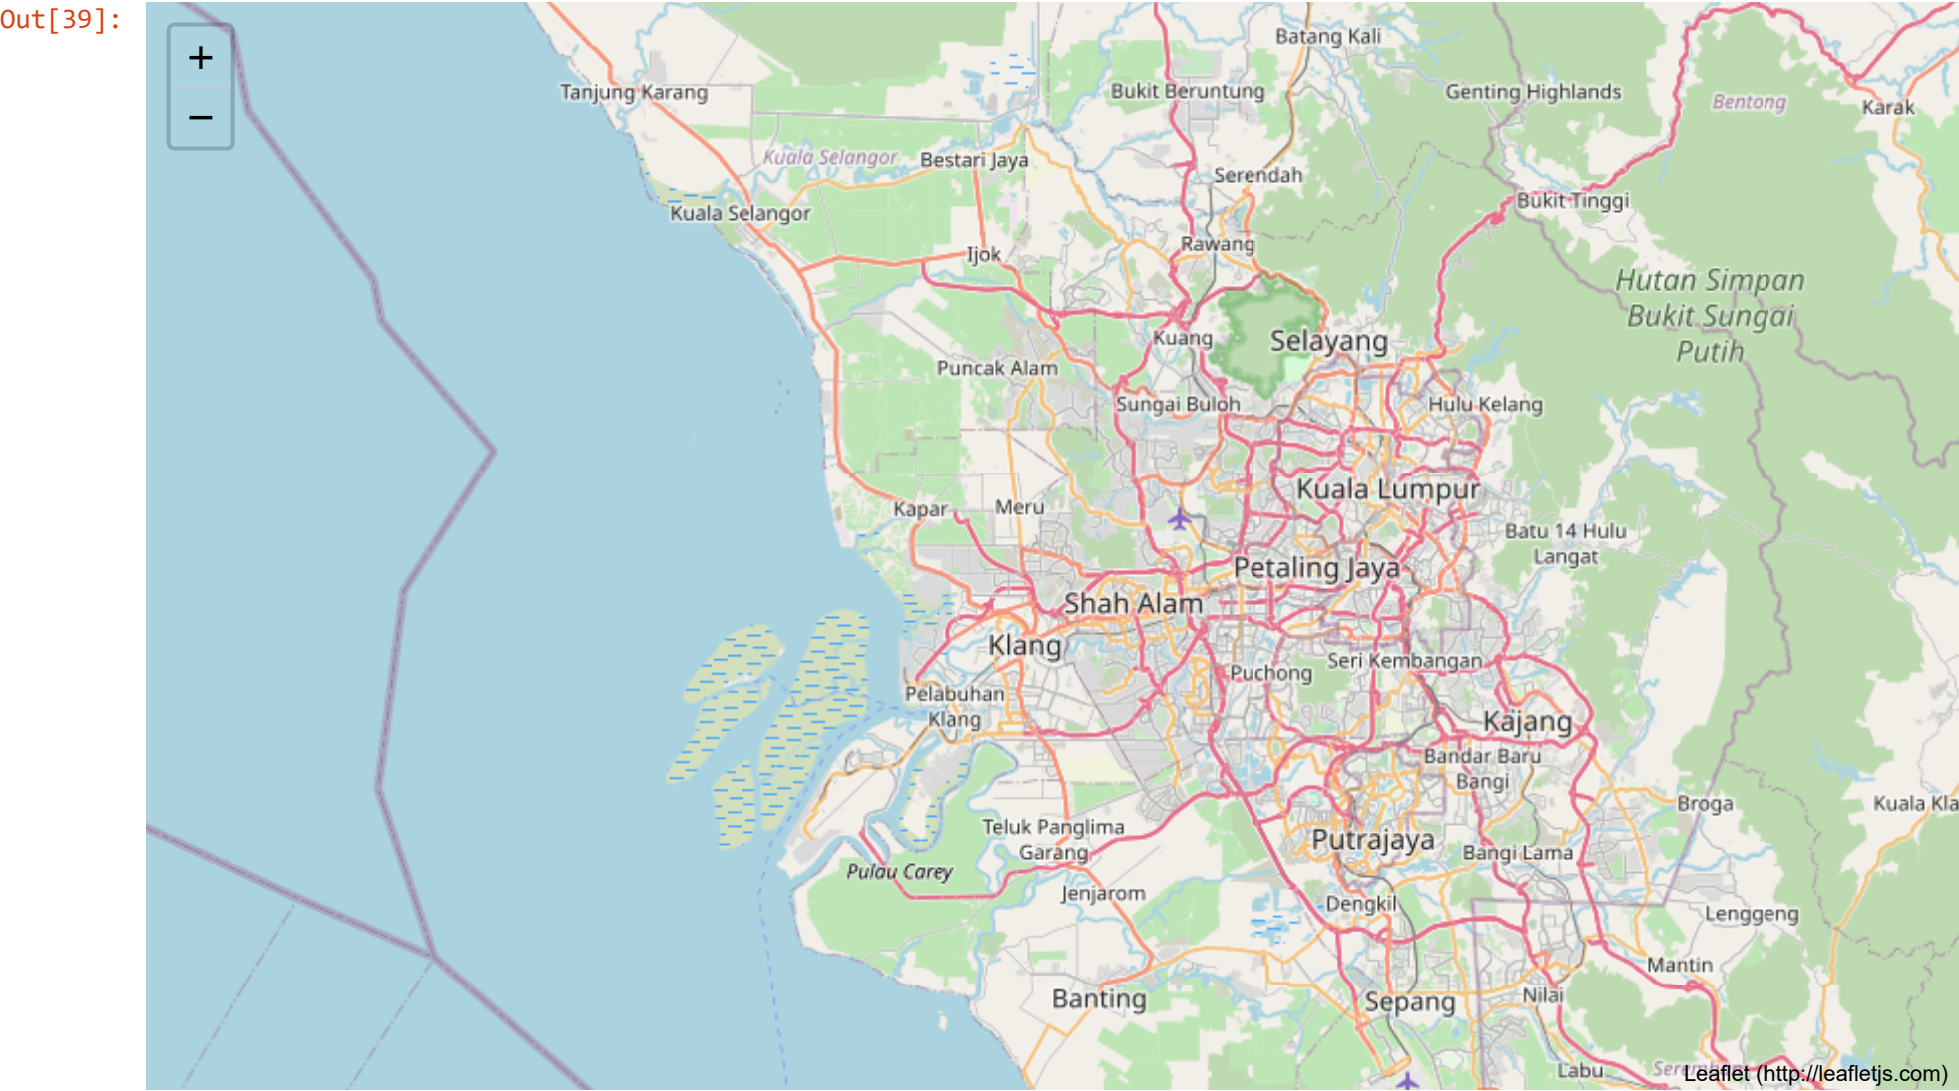 Out[39]:
+
−
Batang Kali
Tanjung Karang
Bukit Beruntung
Genting Highlands
Bentong
Karak
Kuala Selangor
Bestari Jaya
Serendah
Bukit Tinggi
Kuala Selangor
Rawang
Ijok
Hutan Simpan
Bukit Sungai
Putih
Kuang
Selayang
Puncak Alam
Sungai Buloh
Hulu Kelang
Kuala Lumpur
Kapar
Meru
Batu 14 Hulu
Langat
Petaling Jaya
Shah Alam
Klang
Seri Kembangan
Puchong
Pelabuhan
Klang
Kajang
Bandar Baru
Bangi
Broga
Kuala Kla
Teluk Panglima
Garang
Putrajaya
Bangi Lama
Pulau Carey
Jenjarom
Dengkil
Lenggeng
Mantin
Banting
Sepang
Nilai
Labu
Leaflet (http://leafletjs.com)